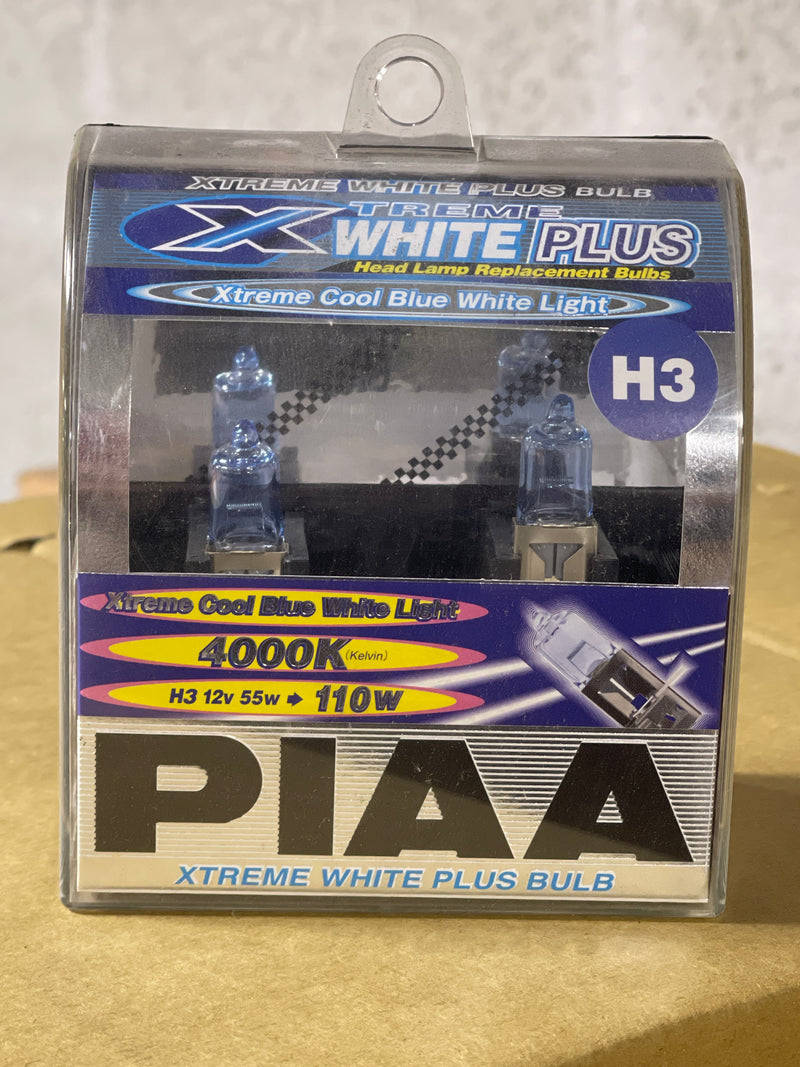 XTREME WHITE PLUS BULB
XTREME
WHITE PLUS
Head Lamp Replacement Bulbs
Xtreme Cool Blue White Light
H3
Xtreme Cool Blue White Light
4000K (Kelvin)
H3 12v 55w ➔ 110w
PIAA
XTREME WHITE PLUS BULB